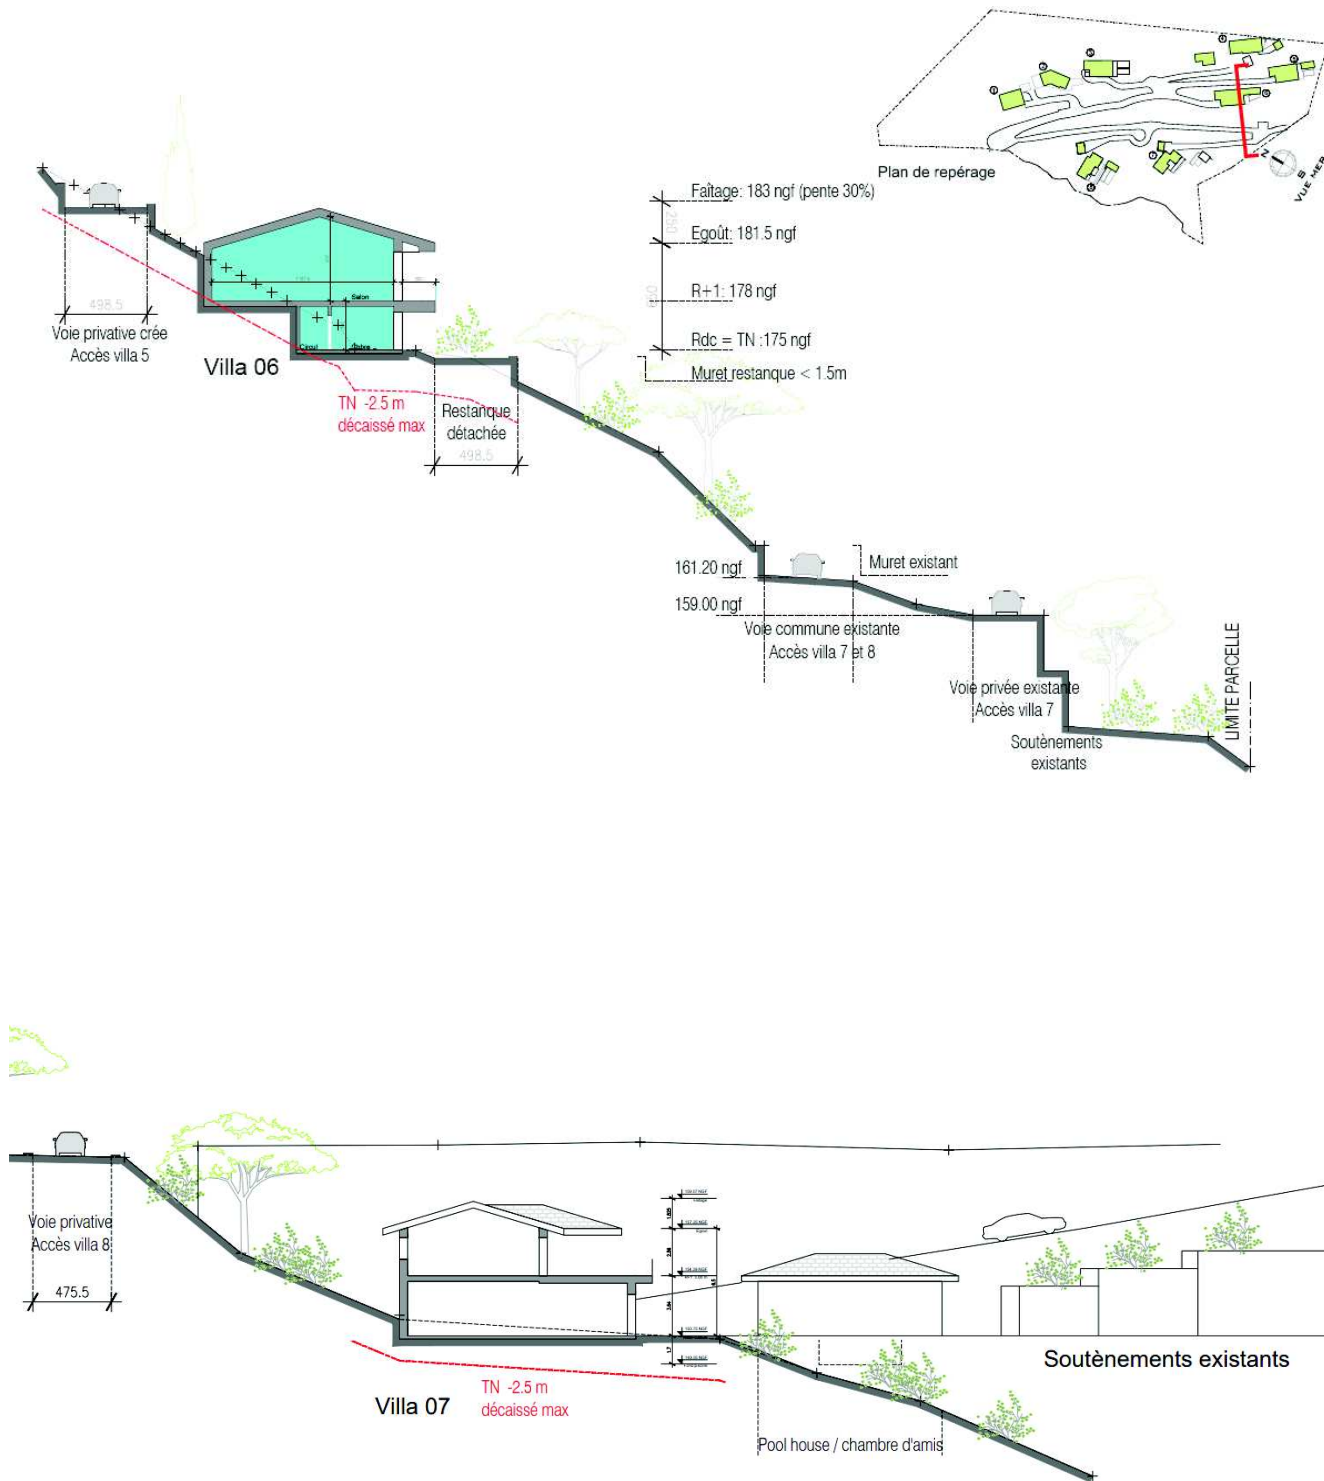 Plan de repérage
N
S
VUE MER
Faîtage: 183 ngf (pente 30%)
250
Egoût: 181.5 ngf
R+1: 178 ngf
Rdc = TN :175 ngf
Muret restanque < 1.5m
498.5
Voie privative crée
Accès villa 5
Villa 06
Salon
TN -2.5 m
décaissé max
Restanque
détachée
498.5
161.20 ngf
Muret existant
159.00 ngf
Voie commune existante
Accès villa 7 et 8
Voie privée existante
Accès villa 7
Soutènements
existants
LIMITE PARCELLE
Voie privative
Accès villa 8
475.5
Villa 07
TN -2.5 m
décaissé max
Pool house / chambre d'amis
Soutènements existants